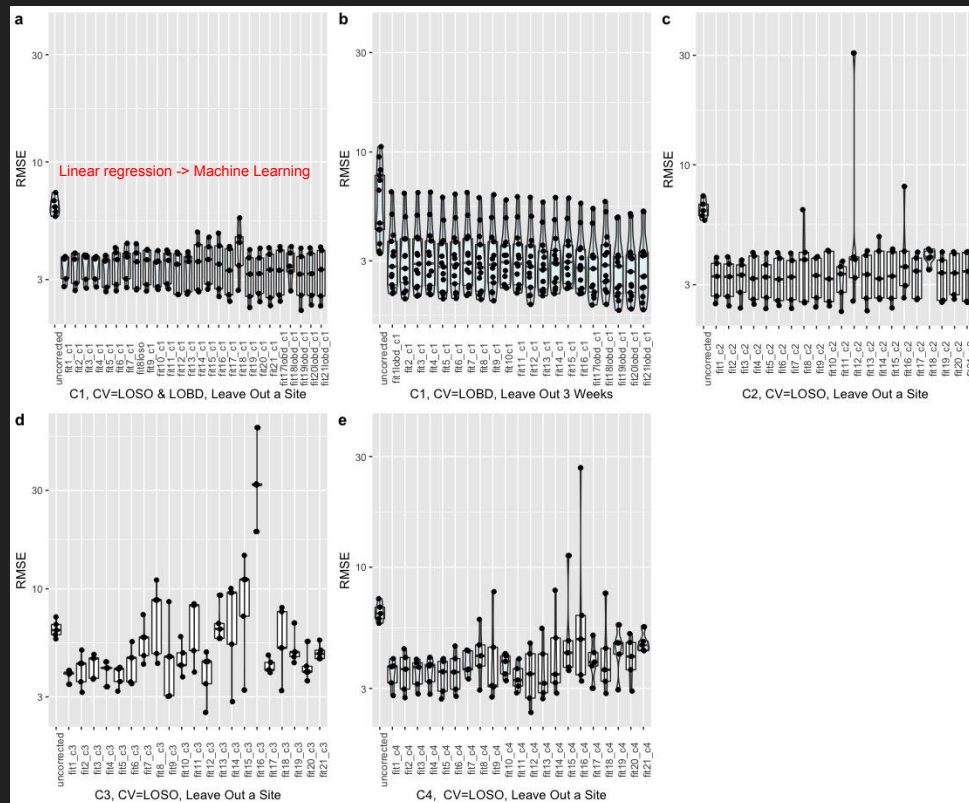 a
RMSE
30
10
3
Linear regression -> Machine Learning
uncorrected
fit1_c1
fit2_c1
fit3_c1
fit4_c1
fit5_c1
fit6_c1
fit7_c1
fit8loso
fit9_c1
fit10_c1
fit11_c1
fit12_c1
fit13_c1
fit14_c1
fit15_c1
fit16_c1
fit17_c1
fit18_c1
fit19_c1
fit20_c1
fit21_c1
fit17lobd_c1
fit18lobd_c1
fit19lobd_c1
fit20lobd_c1
fit21lobd_c1
C1, CV=LOSO & LOBD, Leave Out a Site
b
RMSE
30
10
3
uncorrected
fit1lobd_c1
fit2_c1
fit3_c1
fit4_c1
fit5_c1
fit6_c1
fit7_c1
fit8_c1
fit9_c1
fit10c1
fit11_c1
fit12_c1
fit13_c1
fit14_c1
fit15_c1
fit16_c1
fit17lobd_c1
fit18lobd_c1
fit19lobd_c1
fit20lobd_c1
fit21lobd_c1
C1, CV=LOBD, Leave Out 3 Weeks
c
RMSE
30
10
3
uncorrected
fit1_c2
fit2_c2
fit3_c2
fit4_c2
fit5_c2
fit6_c2
fit7_c2
fit8_c2
fit9_c2
fit10_c2
fit11_c2
fit12_c2
fit13_c2
fit14_c2
fit15_c2
fit16_c2
fit17_c2
fit18_c2
fit19_c2
fit20_c2
C2, CV=LOSO, Leave Out a Site
d
RMSE
30
10
3
uncorrected
fit1_c3
fit2_c3
fit3_c3
fit4_c3
fit5_c3
fit6_c3
fit7_c3
fit8__c3
fit9_c3
fit10_c3
fit11_c3
fit12_c3
fit13_c3
fit14_c3
fit15_c3
fit16_c3
fit17_c3
fit18_c3
fit19_c3
fit20_c3
fit21_c3
C3, CV=LOSO, Leave Out a Site
e
RMSE
30
10
3
uncorrected
fit1_c4
fit2_c4
fit3_c4
fit4_c4
fit5_c4
fit6_c4
fit7_c4
fit8_c4
fit9_c4
fit10_c4
fit11_c4
fit12_c4
fit13_c4
fit14_c4
fit15_c4
fit16_c4
fit17_c4
fit18_c4
fit19_c4
fit20_c4
fit21_c4
C4, CV=LOSO, Leave Out a Site